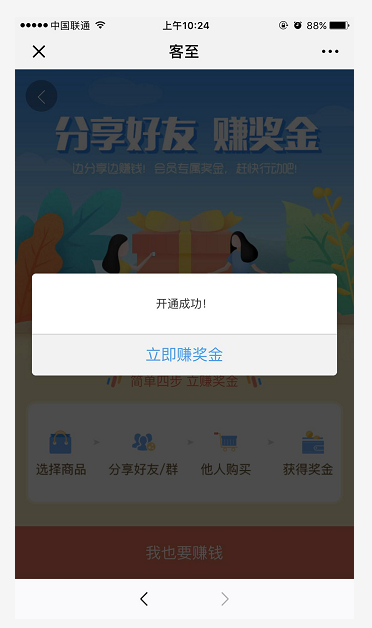 中国联通
上午10:24
88%
客至
分享好友 赚奖金
边分享边赚钱！会员专属奖金，赶快行动吧！
开通成功！
立即赚奖金
简单四步 立赚奖金
选择商品
分享好友/群
他人购买
获得奖金
我也要赚钱